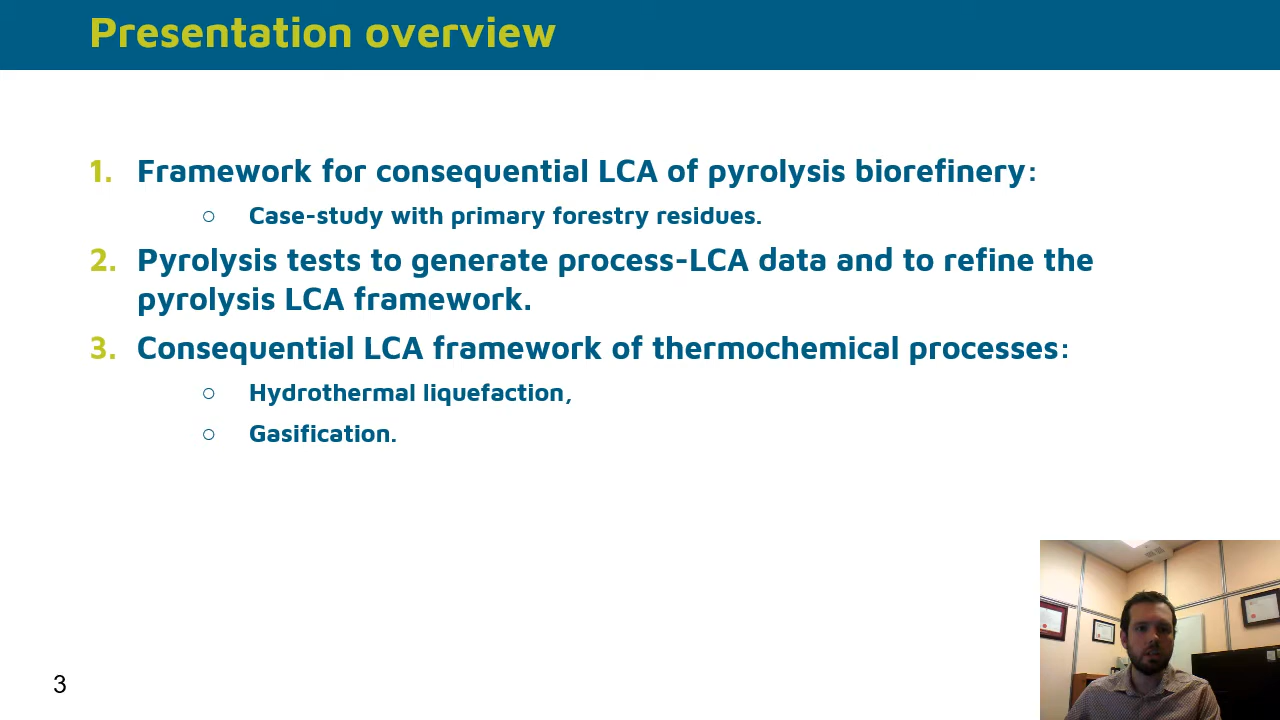 Presentation overview
1. Framework for consequential LCA of pyrolysis biorefinery:
○ Case-study with primary forestry residues.
2. Pyrolysis tests to generate process-LCA data and to refine the
pyrolysis LCA framework.
3. Consequential LCA framework of thermochemical processes:
○ Hydrothermal liquefaction,
○ Gasification.
3